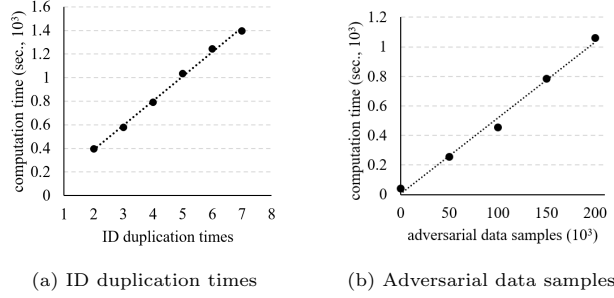 computation time (sec., 10³)
1.6
1.4
1.2
1
0.8
0.6
0.4
0.2
0
1 2 3 4 5 6 7 8
ID duplication times
(a) ID duplication times
computation time (sec., 10³)
1.2
1
0.8
0.6
0.4
0.2
0
0 50 100 150 200
adversarial data samples (10³)
(b) Adversarial data samples